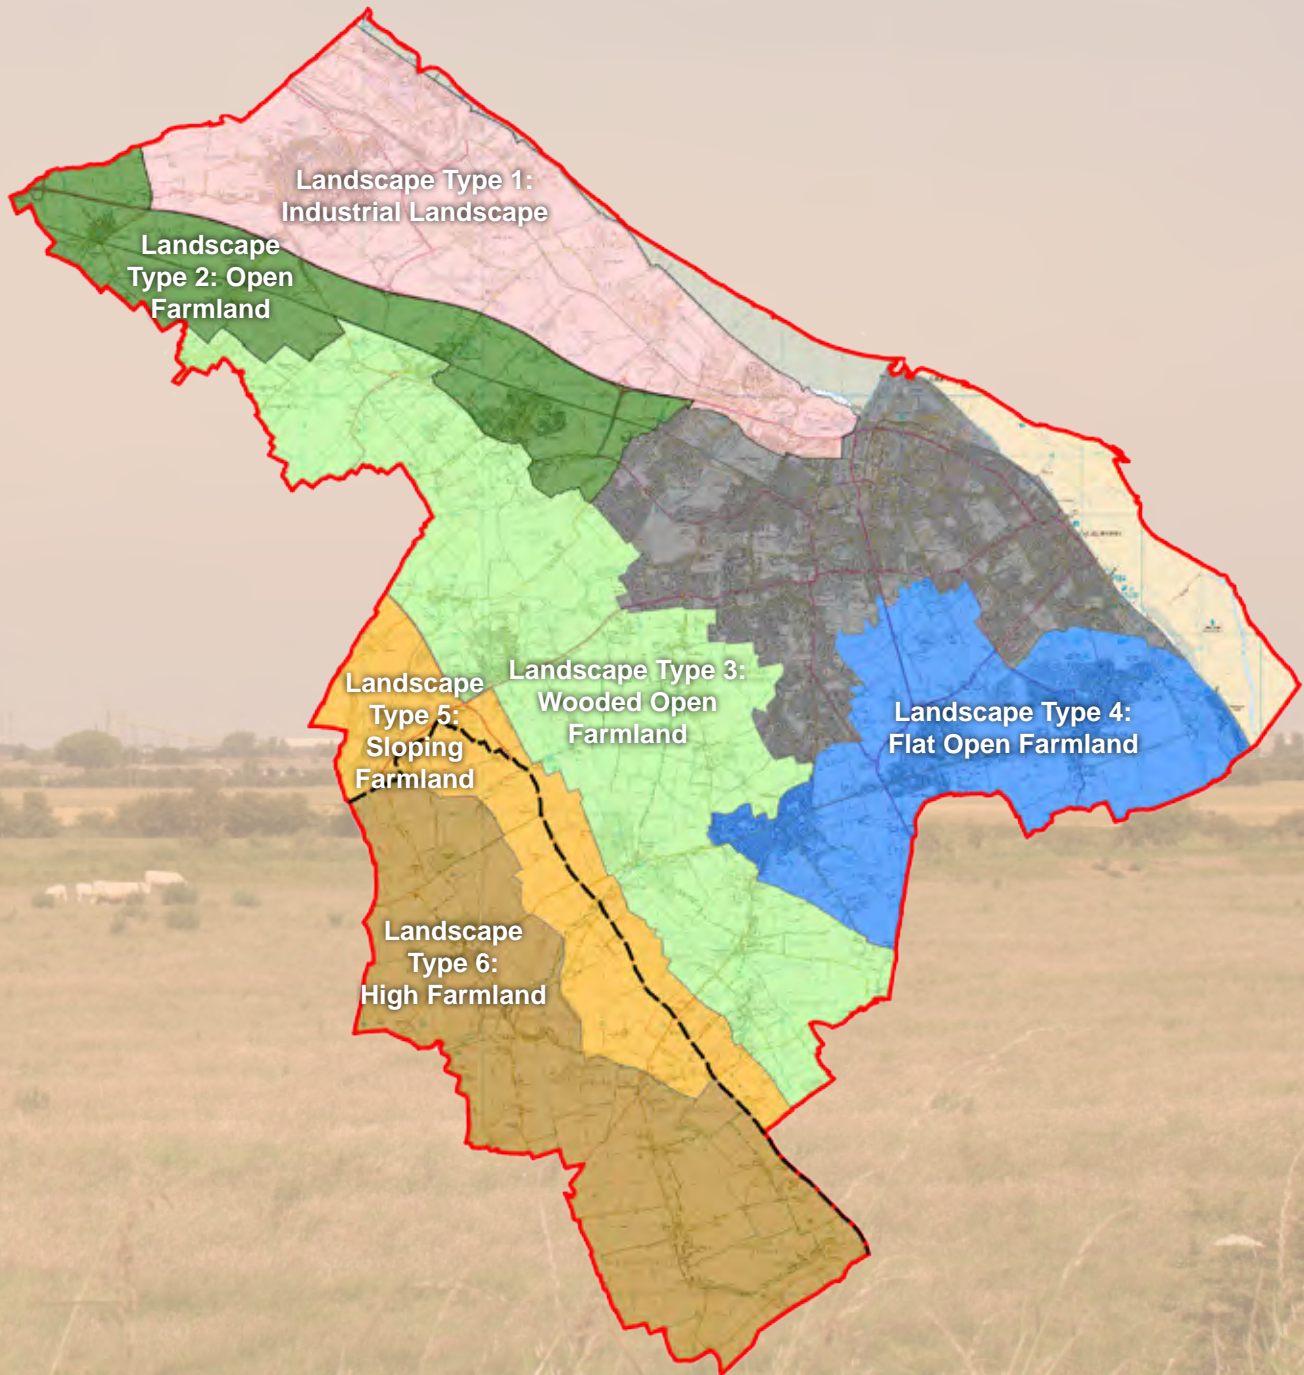 Landscape Type 1:
Industrial Landscape
Landscape
Type 2: Open
Farmland
Landscape Type 3:
Wooded Open
Farmland
Landscape
Type 5:
Sloping
Farmland
Landscape Type 4:
Flat Open Farmland
Landscape
Type 6:
High Farmland